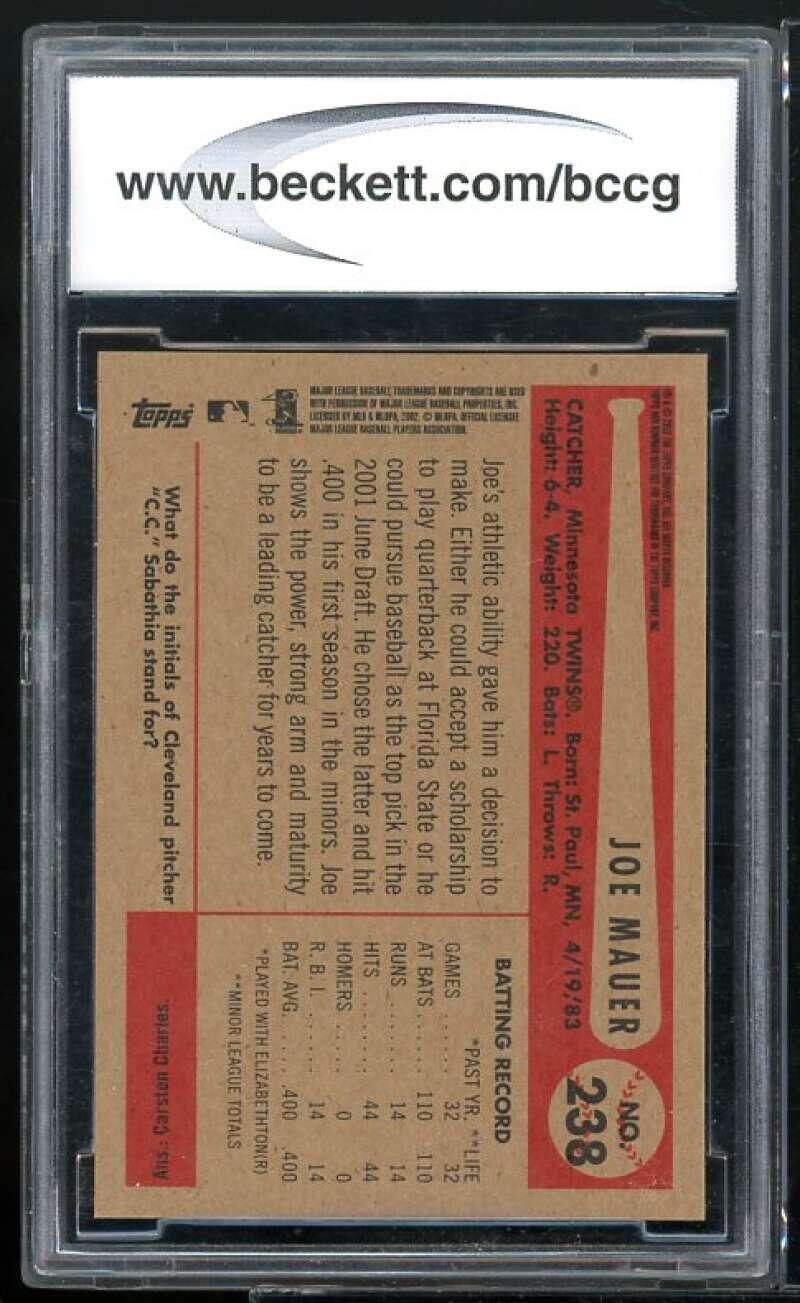 www.beckett.com/bccg
JOE MAUER
NO.
238
CATCHER, Minnesota TWINS®. Born: St. Paul, MN, 4/19/83
Height: 6-4. Weight: 220. Bats: L. Throws: R.
MAJOR LEAGUE BASEBALL TRADEMARKS AND COPYRIGHTS ARE USED
WITH PERMISSION OF MAJOR LEAGUE BASEBALL PROPERTIES, INC.
LICENSED BY MLB & MLBPA, 2002. © MLBPA. OFFICIAL LICENSEE
MAJOR LEAGUE BASEBALL PLAYERS ASSOCIATION.
topps
Joe's athletic ability gave him a decision to
make. Either he could accept a scholarship
to play quarterback at Florida State or he
could pursue baseball as the top pick in the
2001 June Draft. He chose the latter and hit
.400 in his first season in the minors. Joe
shows the power, strong arm and maturity
to be a leading catcher for years to come.
BATTING RECORD
*PAST YR. **LIFE
GAMES ...... 32 32
AT BATS ...... 110 110
RUNS ....... 14 14
HITS ........ 44 44
HOMERS ..... 0 0
R. B. I. ....... 14 14
BAT. AVG. ..... .400 .400
*PLAYED WITH ELIZABETHTON(R)
**MINOR LEAGUE TOTALS
What do the initials of Cleveland pitcher
"C.C." Sabathia stand for?
Ans: Carsten Charles.